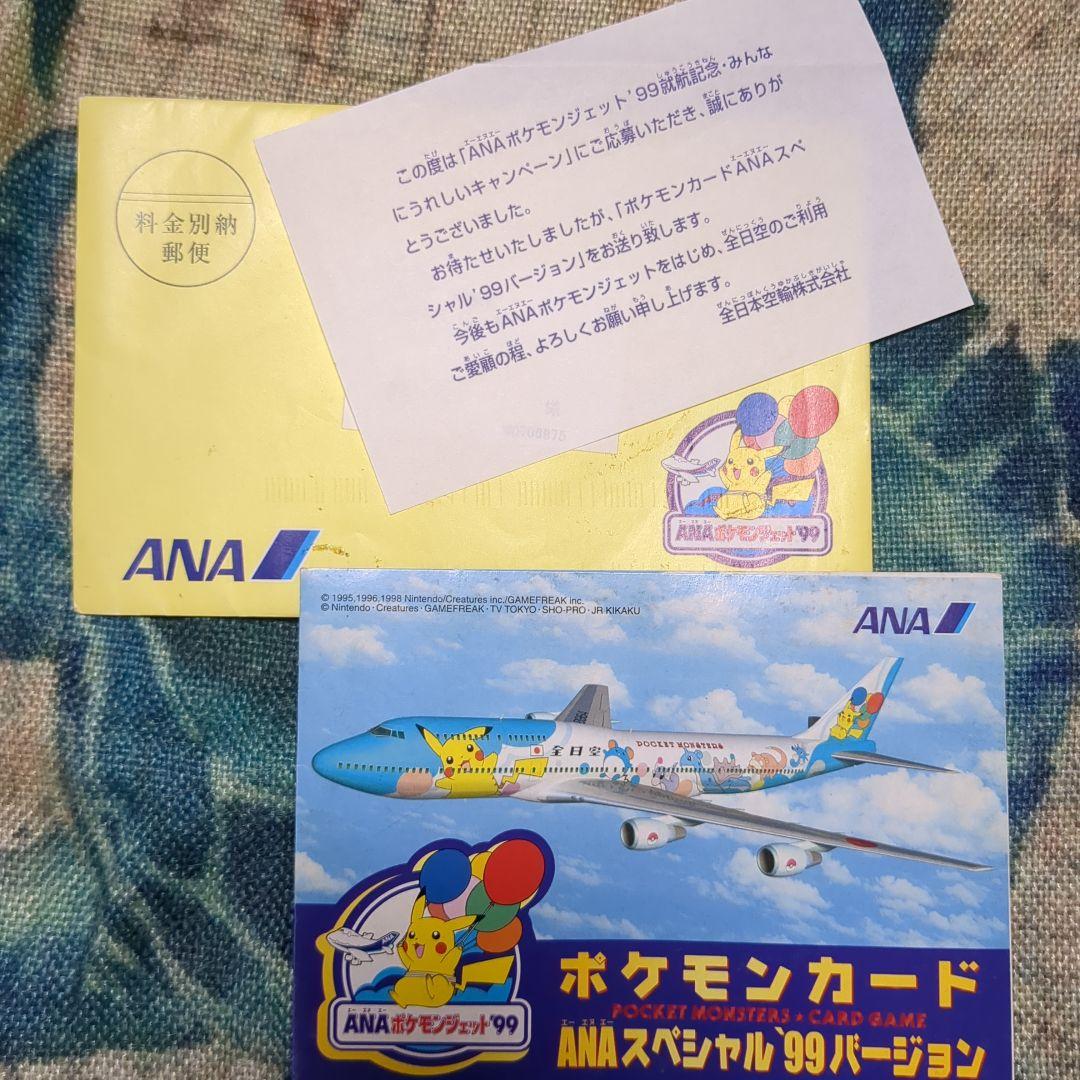 この度は「ANAポケモンジェット'99就航記念・みんな
にうれしいキャンペーン」にご応募いただき、誠にありが
とうございました。
お待たせいたしましたが、「ポケモンカードANAスペ
シャル'99バージョン」をお送り致します。
今後もANAポケモンジェットをはじめ、全日空のご利用
ご愛顧の程、よろしくお願い申し上げます。
全日本空輸株式会社
料金別納
郵便
ANA
ANAポケモンジェット'99
© 1995,1996,1998 Nintendo/Creatures inc./GAMEFREAK inc.
© Nintendo・Creatures・GAMEFREAK・TV TOKYO・SHO-PRO・JR KIKAKU
ANA
全日空
POCKET MONSTERS
ANAポケモンジェット'99
ポケモンカード
POCKET MONSTERS ★ CARD GAME
ANAスペシャル'99バージョン